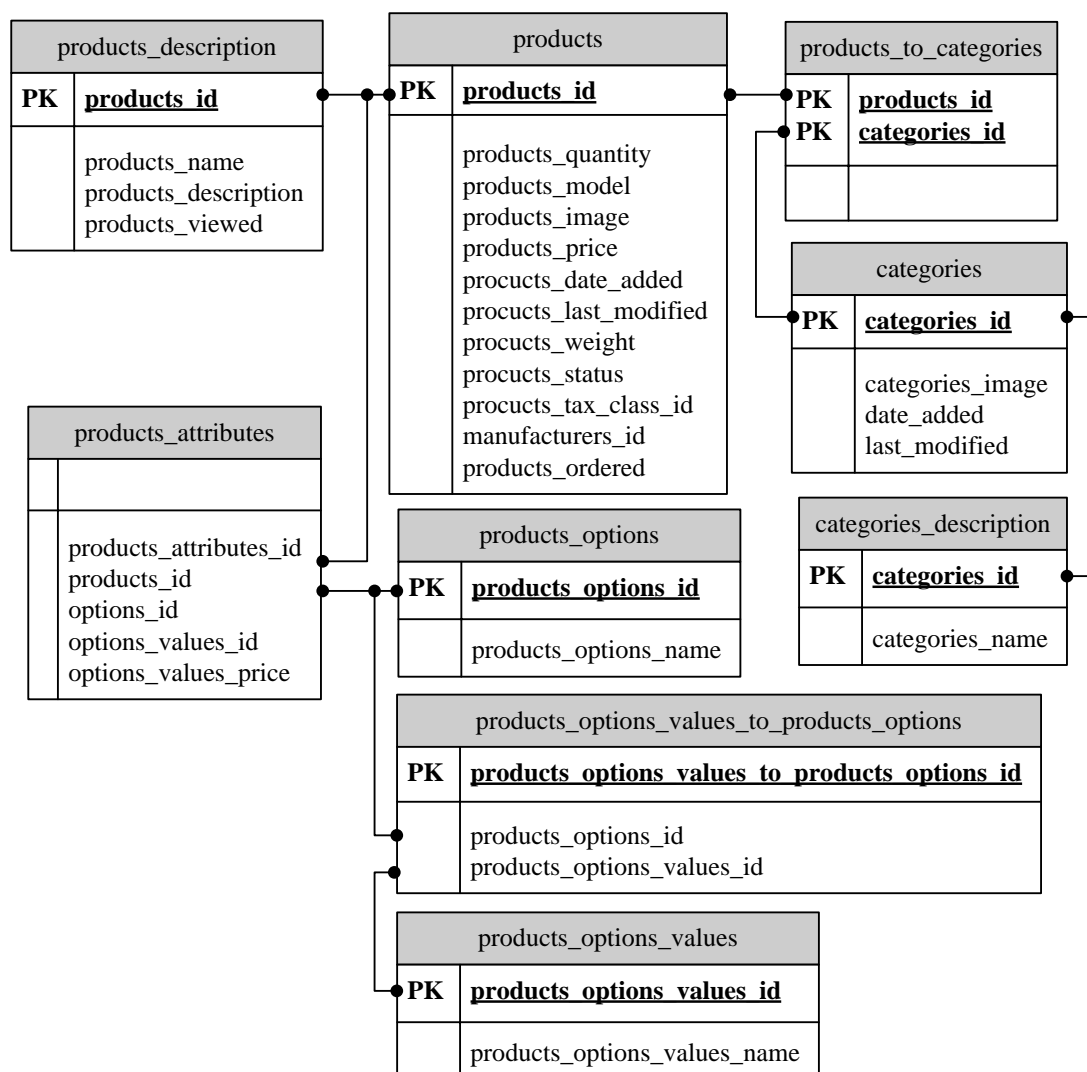 products_description
PK products_id
products_name
products_description
products_viewed
products
PK products_id
products_quantity
products_model
products_image
products_price
procucts_date_added
procucts_last_modified
procucts_weight
procucts_status
procucts_tax_class_id
manufacturers_id
products_ordered
products_to_categories
PK products_id
PK categories_id
categories
PK categories_id
categories_image
date_added
last_modified
products_attributes
products_attributes_id
products_id
options_id
options_values_id
options_values_price
products_options
PK products_options_id
products_options_name
categories_description
PK categories_id
categories_name
products_options_values_to_products_options
PK products_options_values_to_products_options_id
products_options_id
products_options_values_id
products_options_values
PK products_options_values_id
products_options_values_name